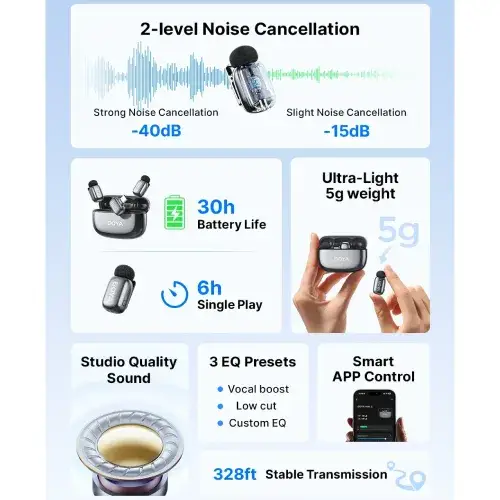 2-level Noise Cancellation
Strong Noise Cancellation
-40dB
Slight Noise Cancellation
-15dB
30h
Battery Life
6h
Single Play
Ultra-Light
5g weight
5g
Studio Quality
Sound
3 EQ Presets
• Vocal boost
• Low cut
• Custom EQ
Smart
APP Control
328ft Stable Transmission